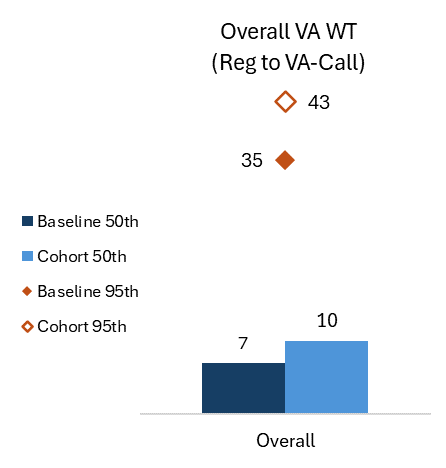 Overall VA WT
(Reg to VA-Call)
43
35
Baseline 50th
Cohort 50th
Baseline 95th
Cohort 95th
10
7
Overall